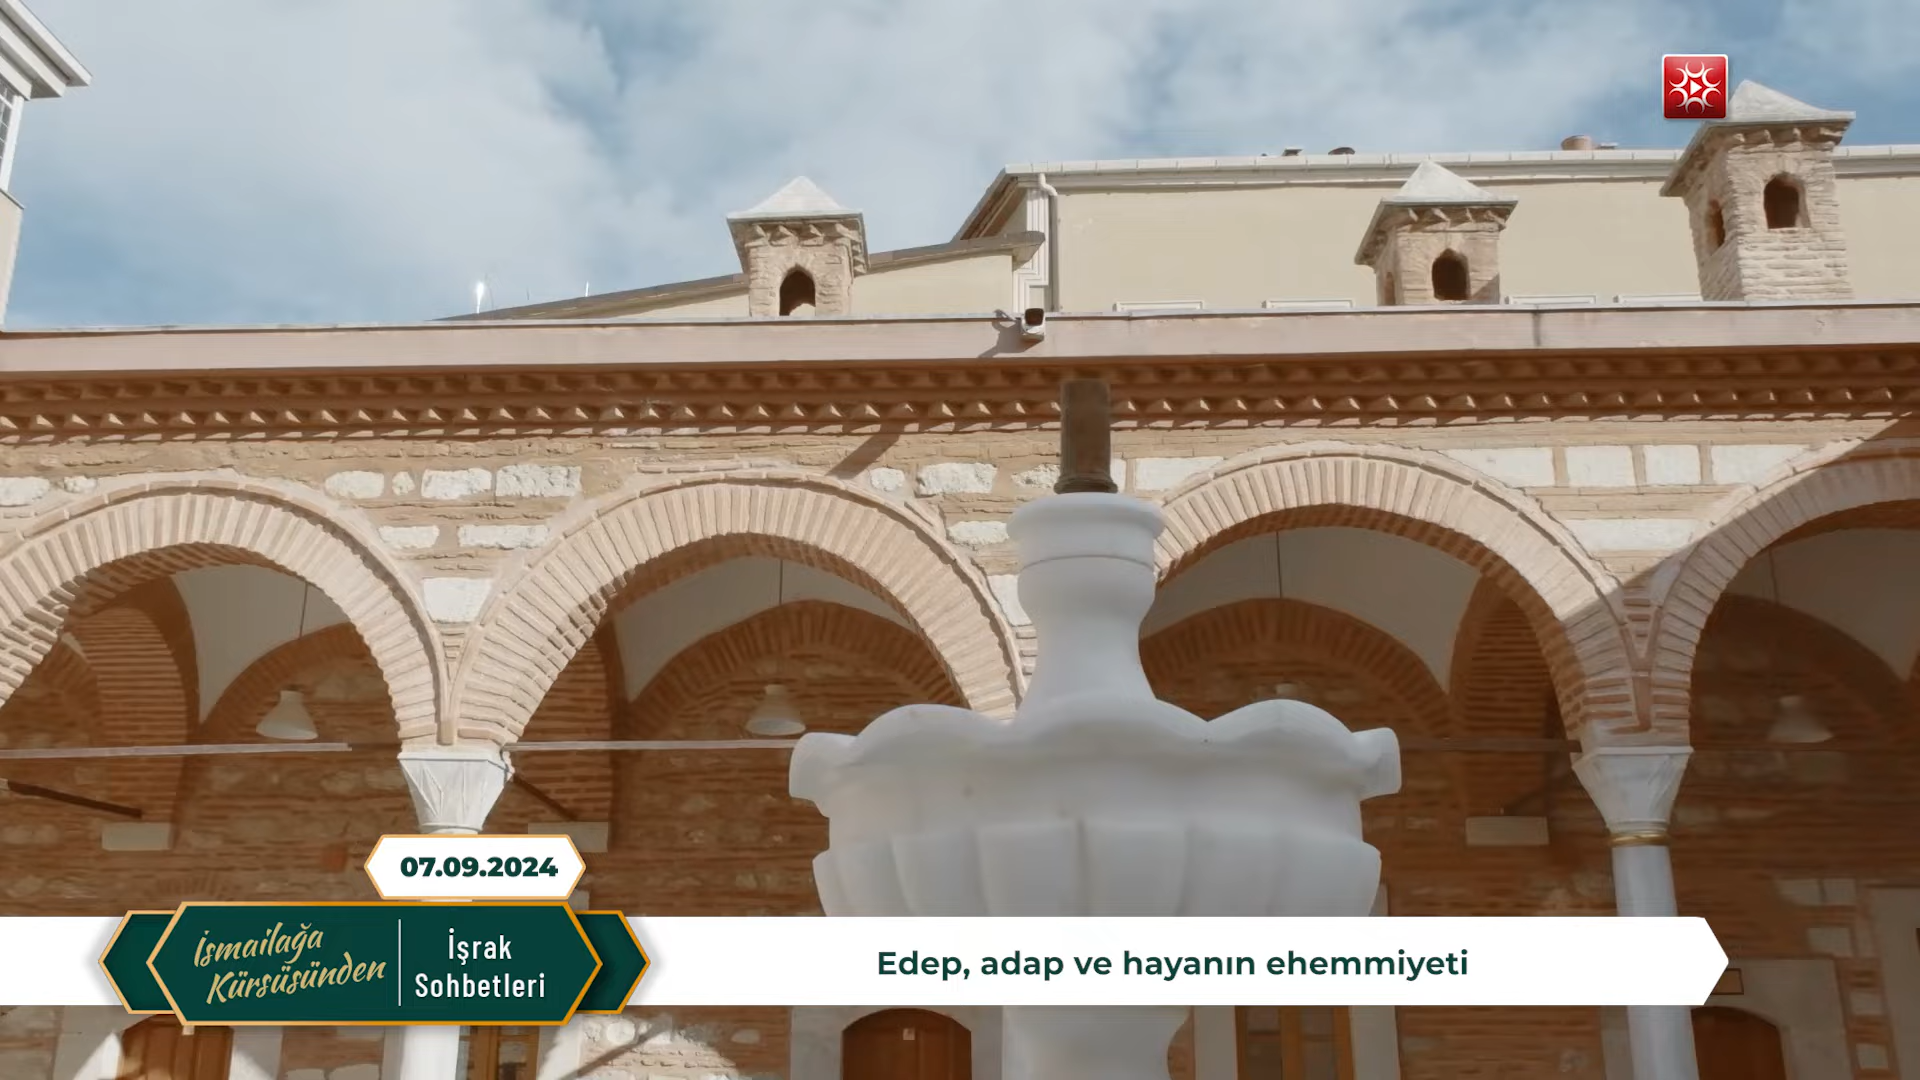 07.09.2024
İsmailağa
Kürsüsünden
İşrak
Sohbetleri
Edep, adap ve hayanın ehemmiyeti